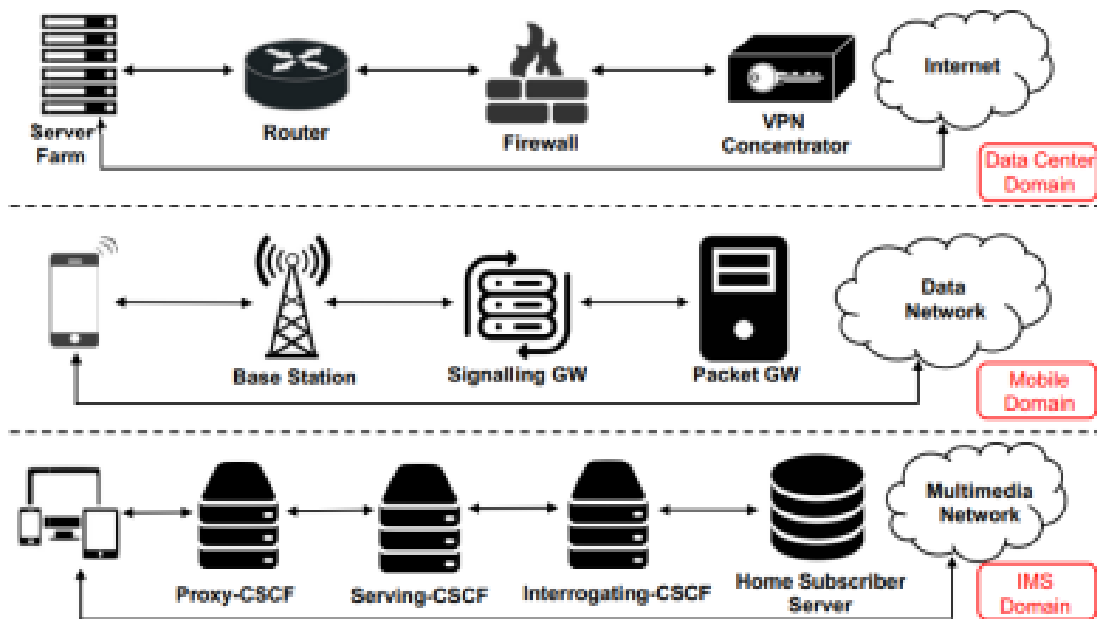 Server
Farm
Router
Firewall
VPN
Concentrator
Internet
Data Center
Domain
Base Station
Signalling GW
Packet GW
Data
Network
Mobile
Domain
Proxy-CSCF
Serving-CSCF
Interrogating-CSCF
Home Subscriber
Server
Multimedia
Network
IMS
Domain